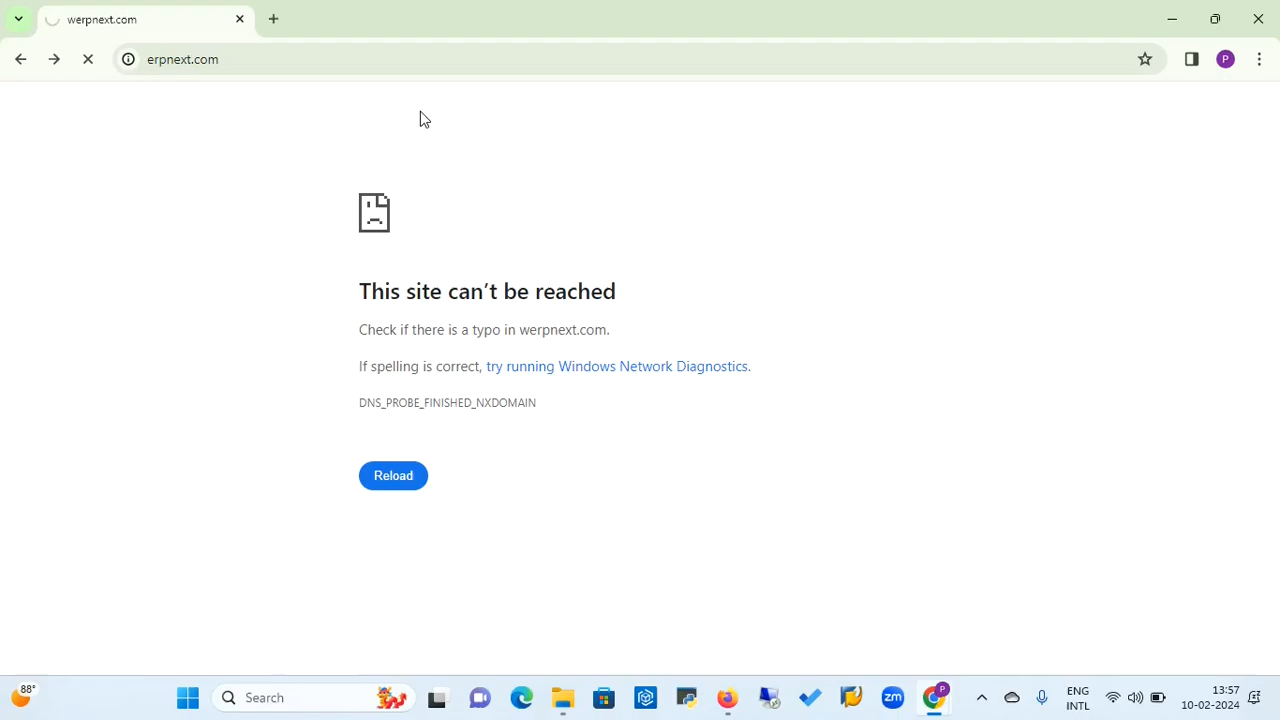 werpnext.com
erpnext.com
This site can't be reached
Check if there is a typo in werpnext.com.
If spelling is correct, try running Windows Network Diagnostics.
DNS_PROBE_FINISHED_NXDOMAIN
Reload
88°
Search
zm
P
P
ENG
INTL
13:57
10-02-2024